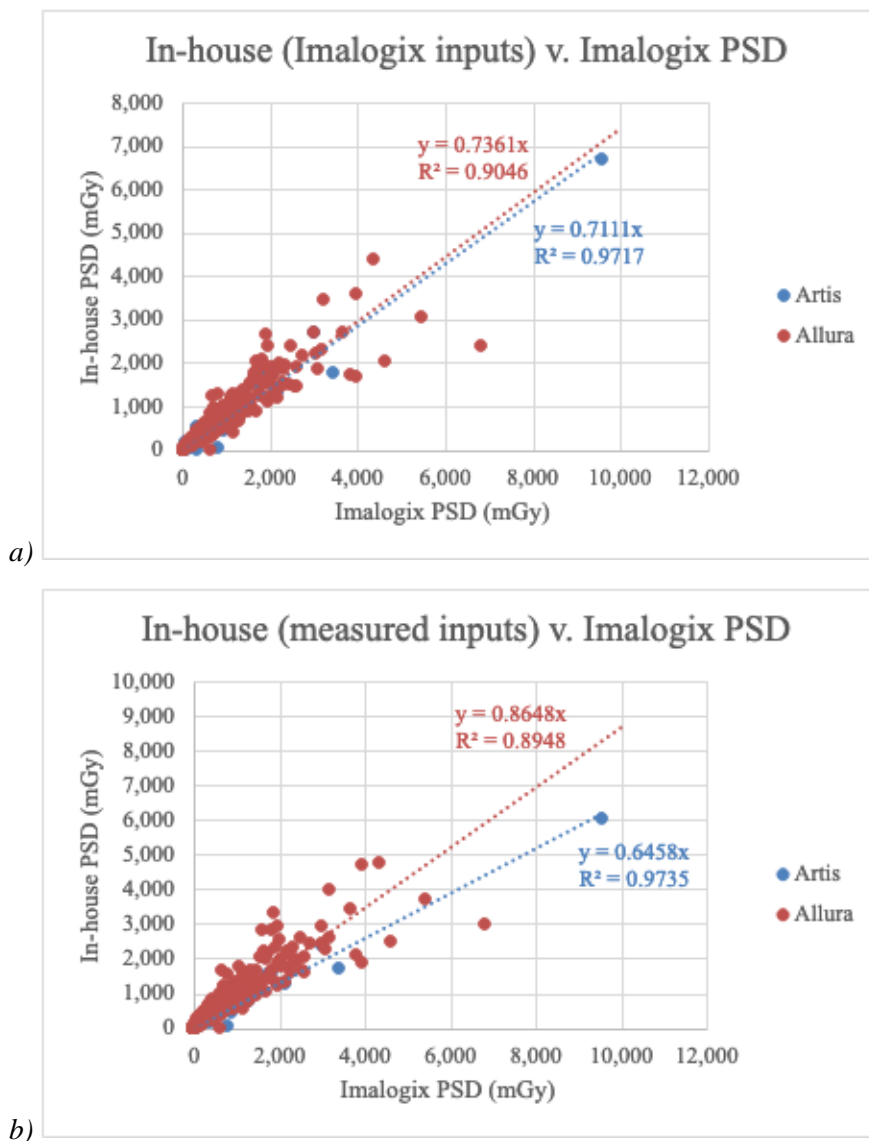 In-house (Imalogix inputs) v. Imalogix PSD
8,000
7,000
6,000
5,000
4,000
3,000
2,000
1,000
0
In-house PSD (mGy)
y = 0.7361x
R² = 0.9046
y = 0.7111x
R² = 0.9717
Artis
Allura
0 2,000 4,000 6,000 8,000 10,000 12,000
Imalogix PSD (mGy)
a)
In-house (measured inputs) v. Imalogix PSD
10,000
9,000
8,000
7,000
6,000
5,000
4,000
3,000
2,000
1,000
0
In-house PSD (mGy)
y = 0.8648x
R² = 0.8948
y = 0.6458x
R² = 0.9735
Artis
Allura
0 2,000 4,000 6,000 8,000 10,000 12,000
Imalogix PSD (mGy)
b)